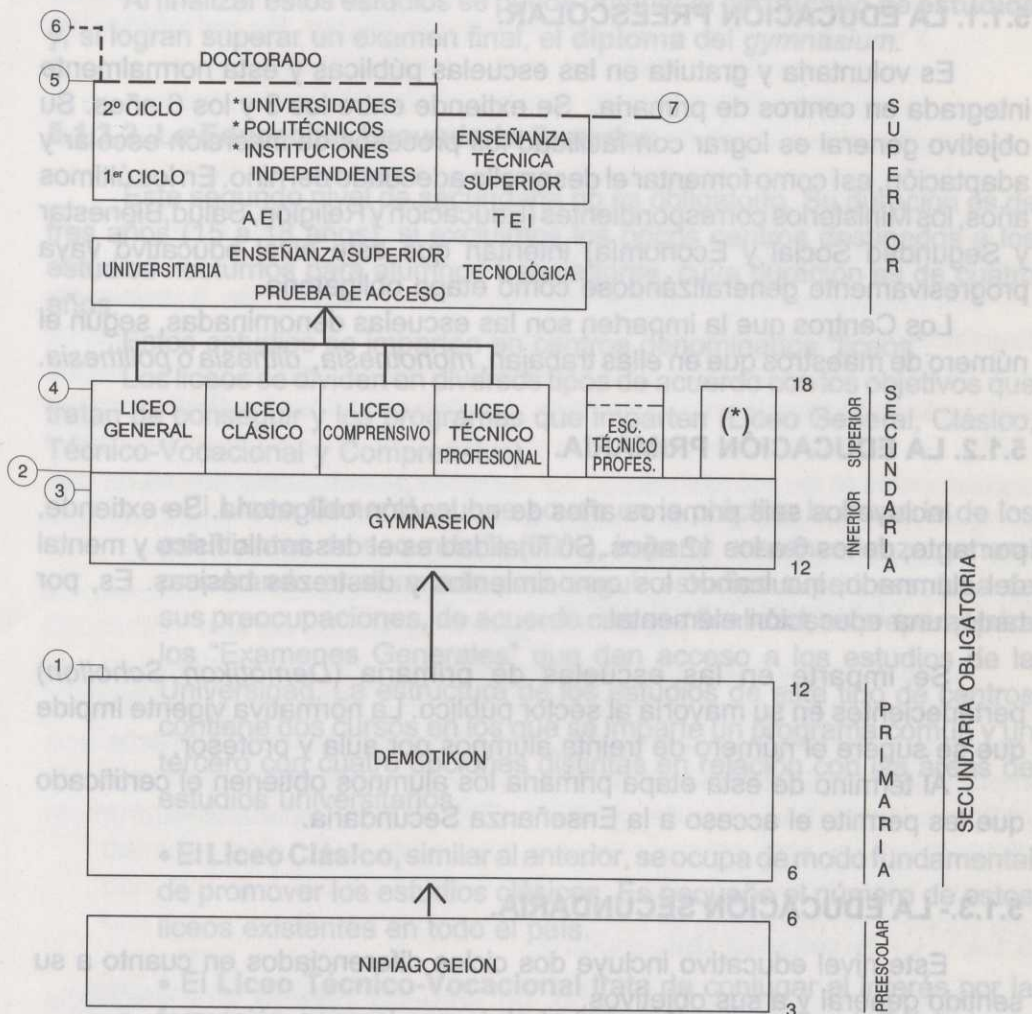 6
DOCTORADO
5
2º CICLO
*UNIVERSIDADES
*POLITÉCNICOS
*INSTITUCIONES
INDEPENDIENTES
1er CICLO
7
ENSEÑANZA
TÉCNICA
SUPERIOR
A E I
T E I
UNIVERSITARIA
ENSEÑANZA SUPERIOR
TECNOLÓGICA
PRUEBA DE ACCESO
SUPERIOR
4
LICEO
GENERAL
LICEO
CLÁSICO
LICEO
COMPRENSIVO
LICEO
TÉCNICO
PROFESIONAL
ESC.
TÉCNICO
PROFES.
(*)
18
SUPERIOR
2
3
GYMNASEION
12
INFERIOR
SECUNDARIA
1
DEMOTIKON
12
6
PRIMARIA
SECUNDARIA OBLIGATORIA
NIPIAGOGEION
6
3
PREESCOLAR